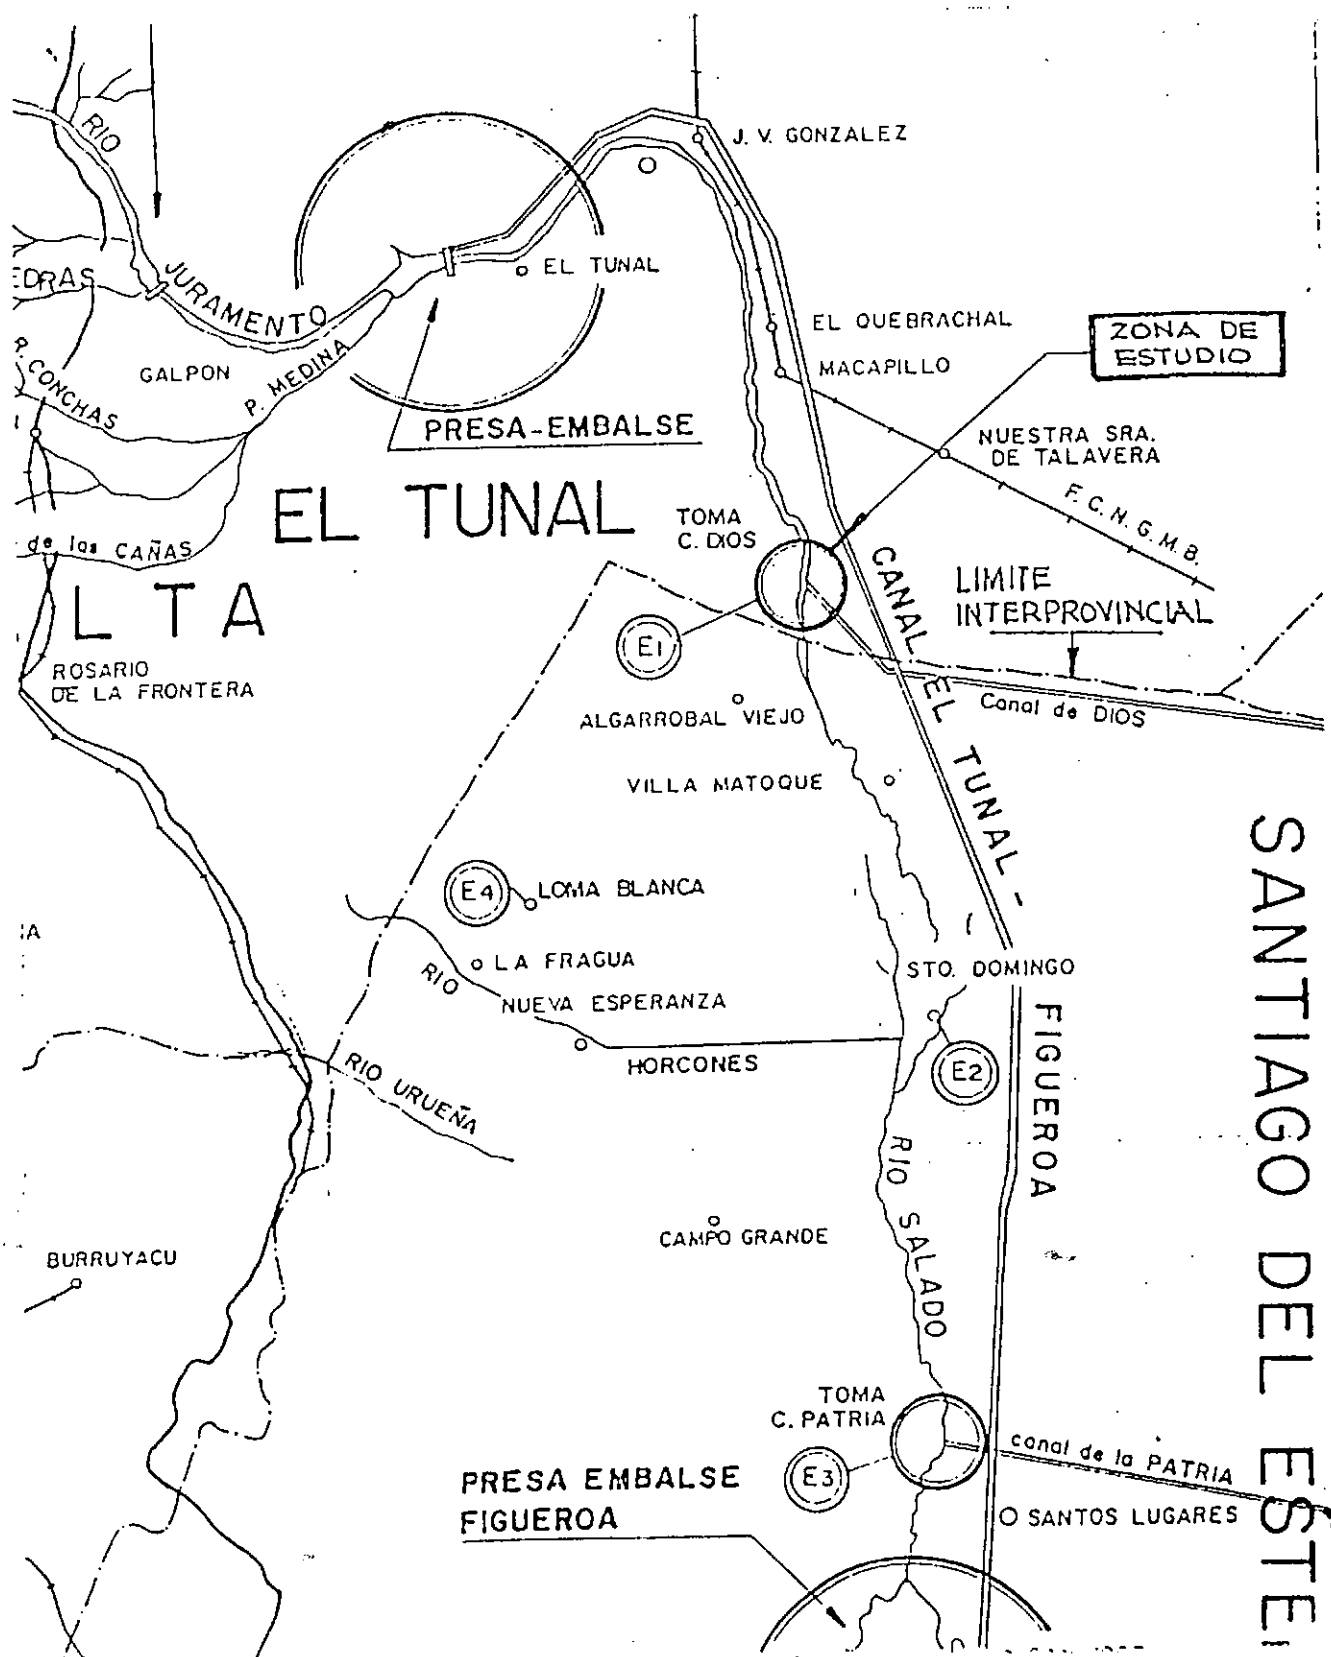 RIO
J. V. GONZALEZ
EL TUNAL
EDRAS
JURAMENTO
EL QUEBRACHAL
ZONA DE
ESTUDIO
R. CONCHAS
GALPON
P. MEDINA
MACAPILLO
PRESA-EMBALSE
NUESTRA SRA.
DE TALAVERA
EL TUNAL
F. C. N. G. M. B.
TOMA
C. DIOS
de las CAÑAS
LTA
LIMITE
INTERPROVINCIAL
E1
ROSARIO
DE LA FRONTERA
CANAL EL TUNAL -
FIGUEROA
Canal de DIOS
ALGARROBAL VIEJO
VILLA MATOQUE
E4
LOMA BLANCA
IA
RIO
LA FRAGUA
STO. DOMINGO
NUEVA ESPERANZA
HORCONES
RIO URUEÑA
E2
SANTIAGO DEL ESTE
RIO SALADO
CAMPO GRANDE
BURRUYACU
TOMA
C. PATRIA
canal de la PATRIA
E3
PRESA EMBALSE
FIGUEROA
SANTOS LUGARES